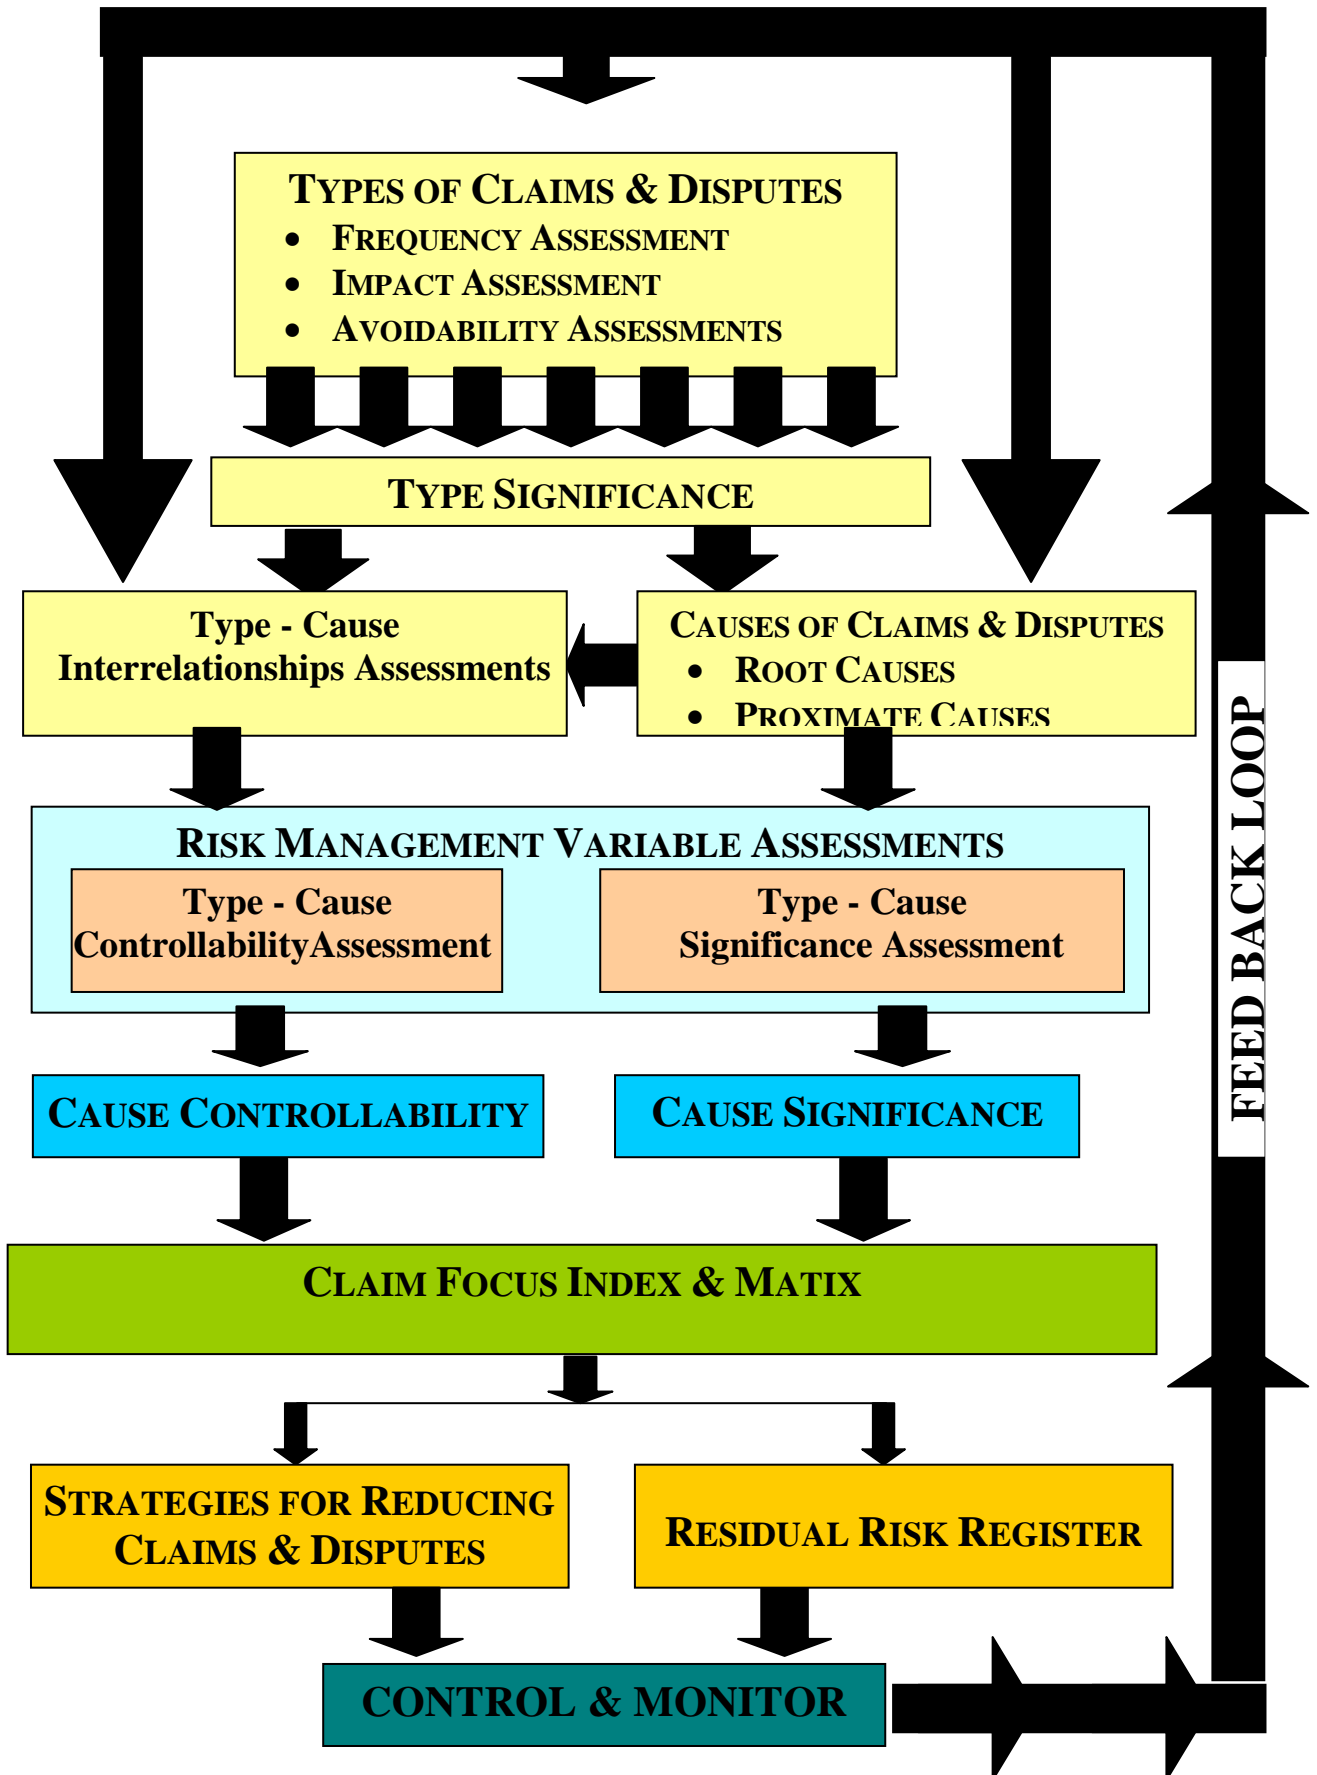 TYPES OF CLAIMS & DISPUTES
• FREQUENCY ASSESSMENT
• IMPACT ASSESSMENT
• AVOIDABILITY ASSESSMENTS
TYPE SIGNIFICANCE
Type - Cause
Interrelationships Assessments
CAUSES OF CLAIMS & DISPUTES
• ROOT CAUSES
• PROXIMATE CAUSES
RISK MANAGEMENT VARIABLE ASSESSMENTS
Type - Cause
ControllabilityAssessment
Type - Cause
Significance Assessment
CAUSE CONTROLLABILITY
CAUSE SIGNIFICANCE
CLAIM FOCUS INDEX & MATIX
STRATEGIES FOR REDUCING
CLAIMS & DISPUTES
RESIDUAL RISK REGISTER
CONTROL & MONITOR
FEED BACK LOOP